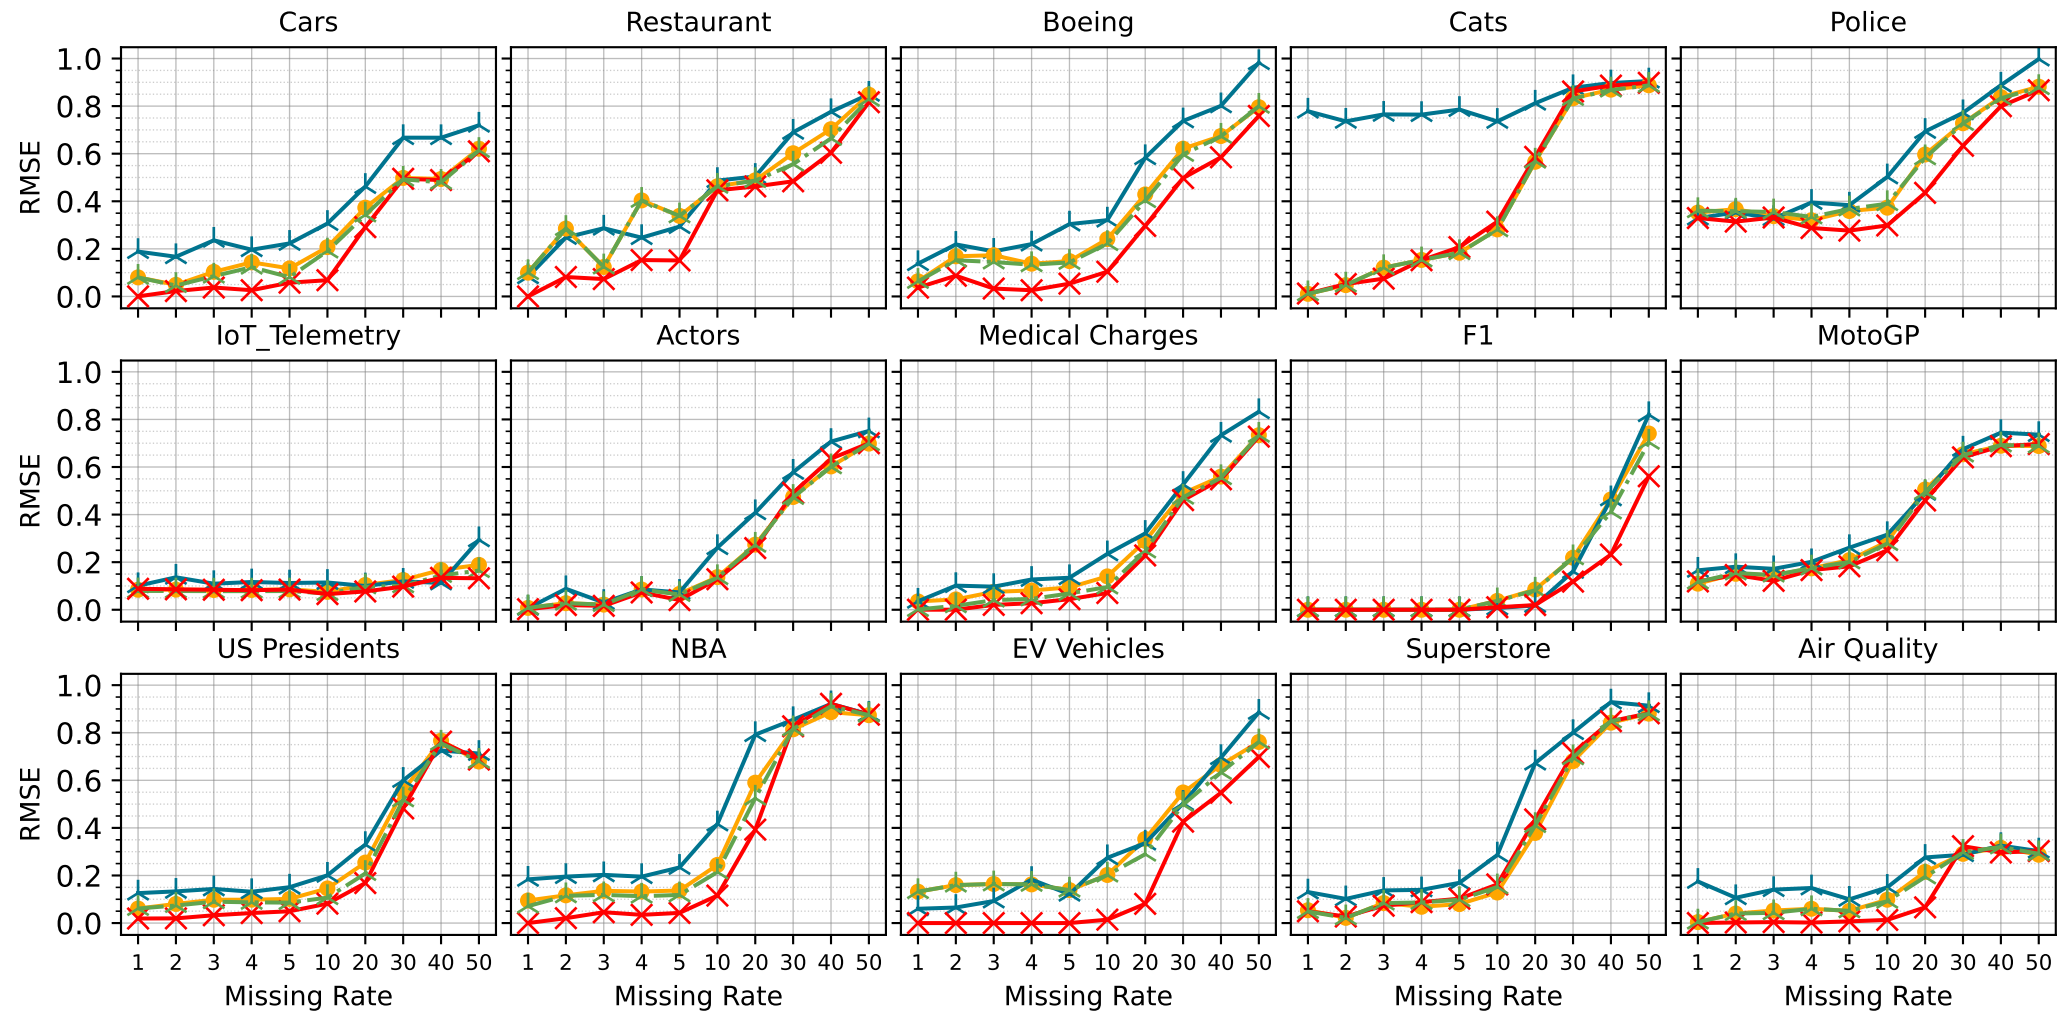 Cars Restaurant Boeing Cats Police
1.0
0.8
0.6
0.4
0.2
0.0
RMSE
IoT_Telemetry Actors Medical Charges F1 MotoGP
1.0
0.8
0.6
0.4
0.2
0.0
RMSE
US Presidents NBA EV Vehicles Superstore Air Quality
1.0
0.8
0.6
0.4
0.2
0.0
RMSE
1 2 3 4 5 10 20 30 40 50 1 2 3 4 5 10 20 30 40 50 1 2 3 4 5 10 20 30 40 50 1 2 3 4 5 10 20 30 40 50 1 2 3 4 5 10 20 30 40 50
Missing Rate Missing Rate Missing Rate Missing Rate Missing Rate